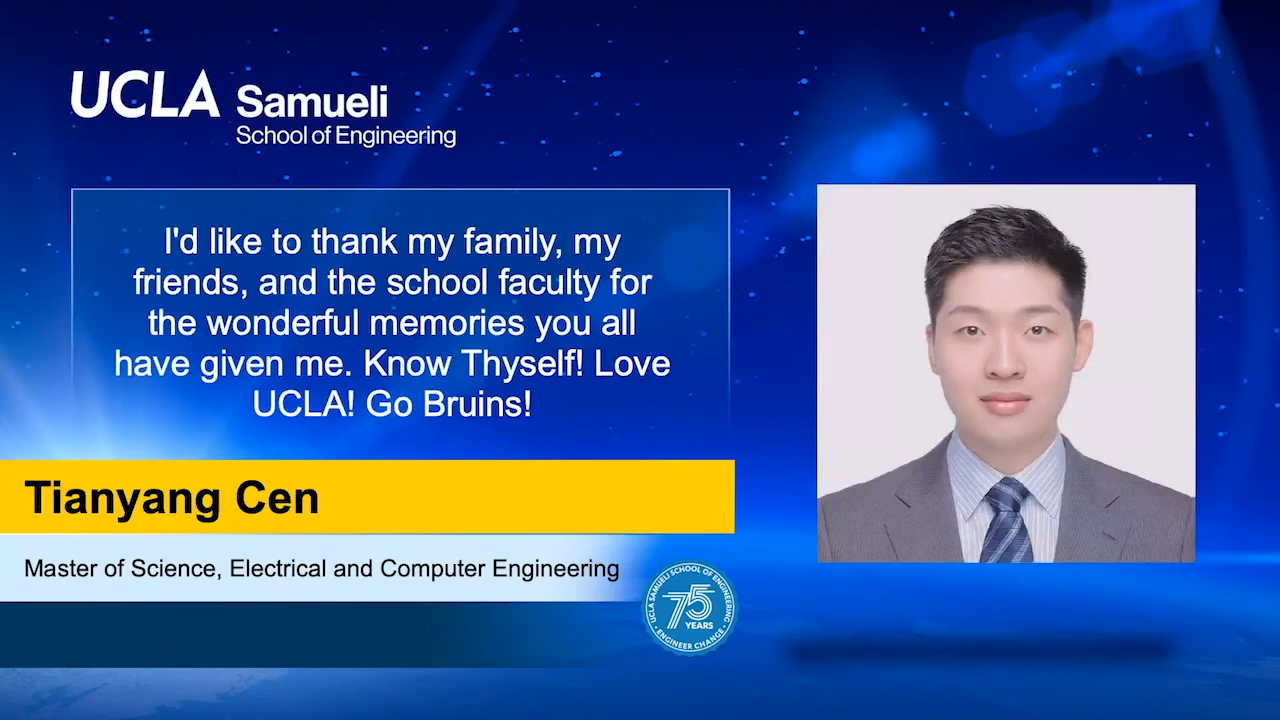 UCLA Samueli
School of Engineering
I'd like to thank my family, my
friends, and the school faculty for
the wonderful memories you all
have given me. Know Thyself! Love
UCLA! Go Bruins!
Tianyang Cen
Master of Science, Electrical and Computer Engineering
UCLA SAMUELI SCHOOL OF ENGINEERING
75
YEARS
ENGINEER CHANGE